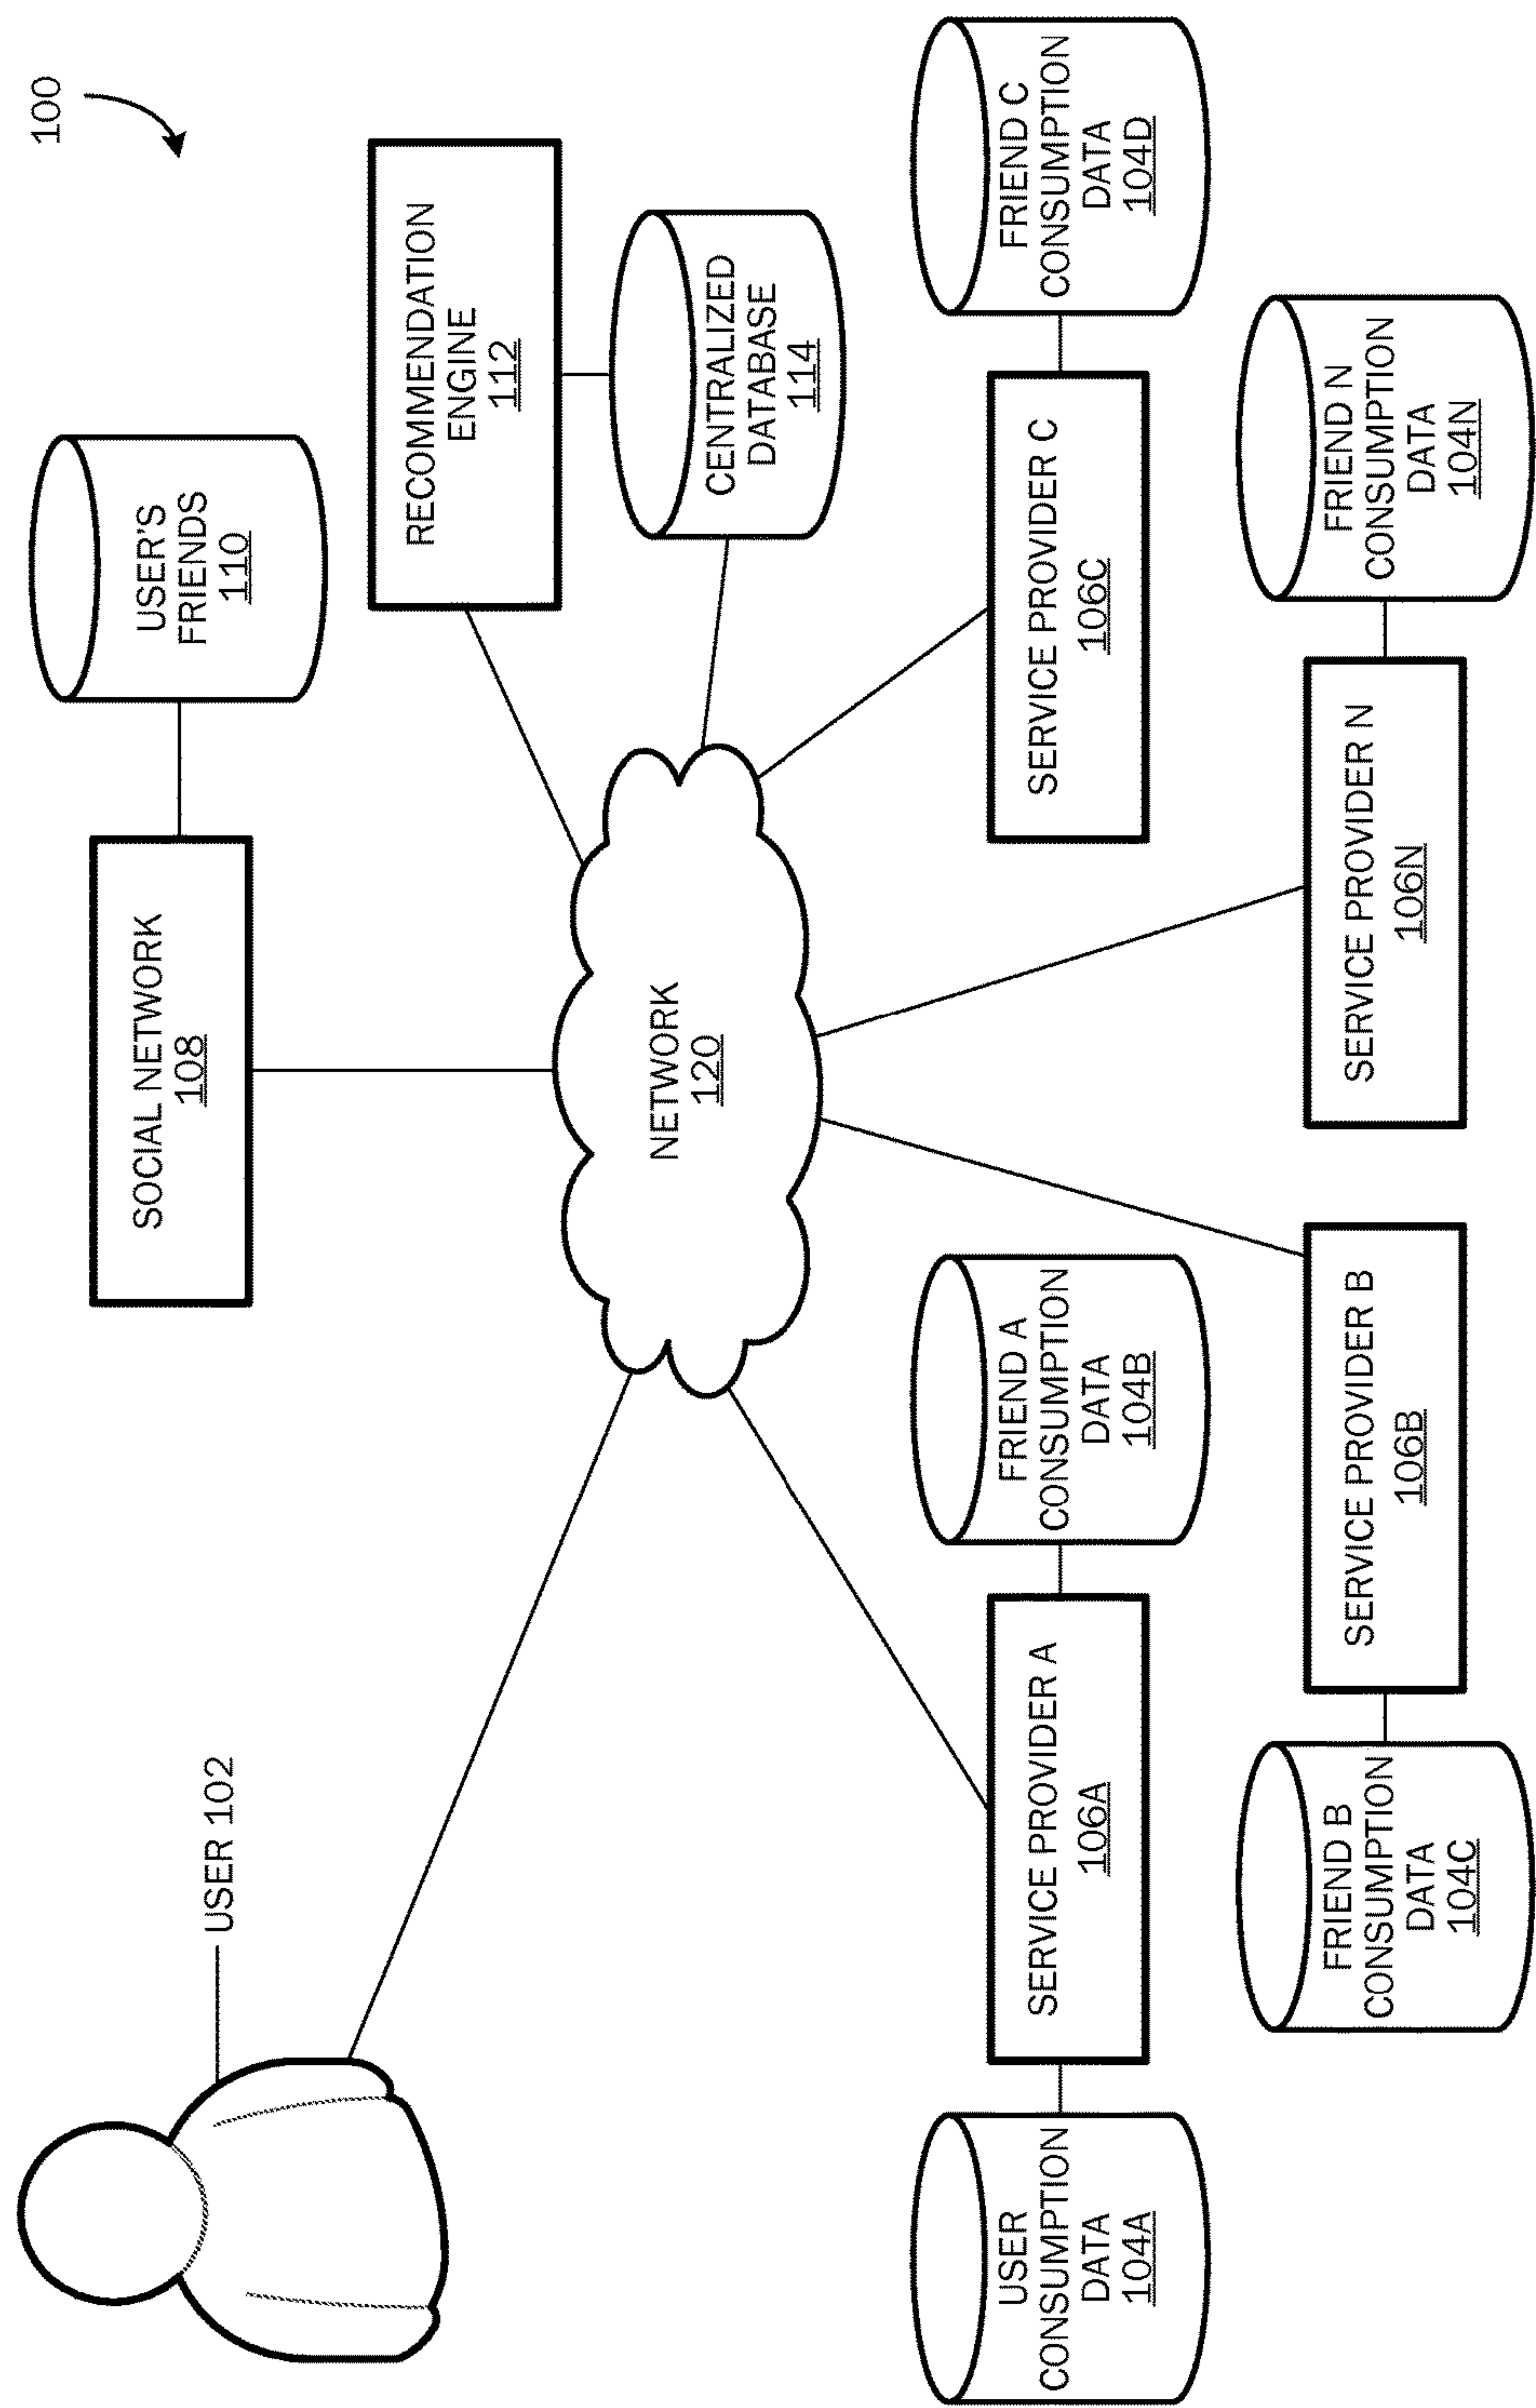 100
USER 102
SOCIAL NETWORK
108
USER'S
FRIENDS
110
RECOMMENDATION
ENGINE
112
CENTRALIZED
DATABASE
114
NETWORK
120
USER
CONSUMPTION
DATA
104A
SERVICE PROVIDER A
106A
FRIEND A
CONSUMPTION
DATA
104B
SERVICE PROVIDER C
106C
FRIEND C
CONSUMPTION
DATA
104D
FRIEND B
CONSUMPTION
DATA
104C
SERVICE PROVIDER B
106B
SERVICE PROVIDER N
106N
FRIEND N
CONSUMPTION
DATA
104N